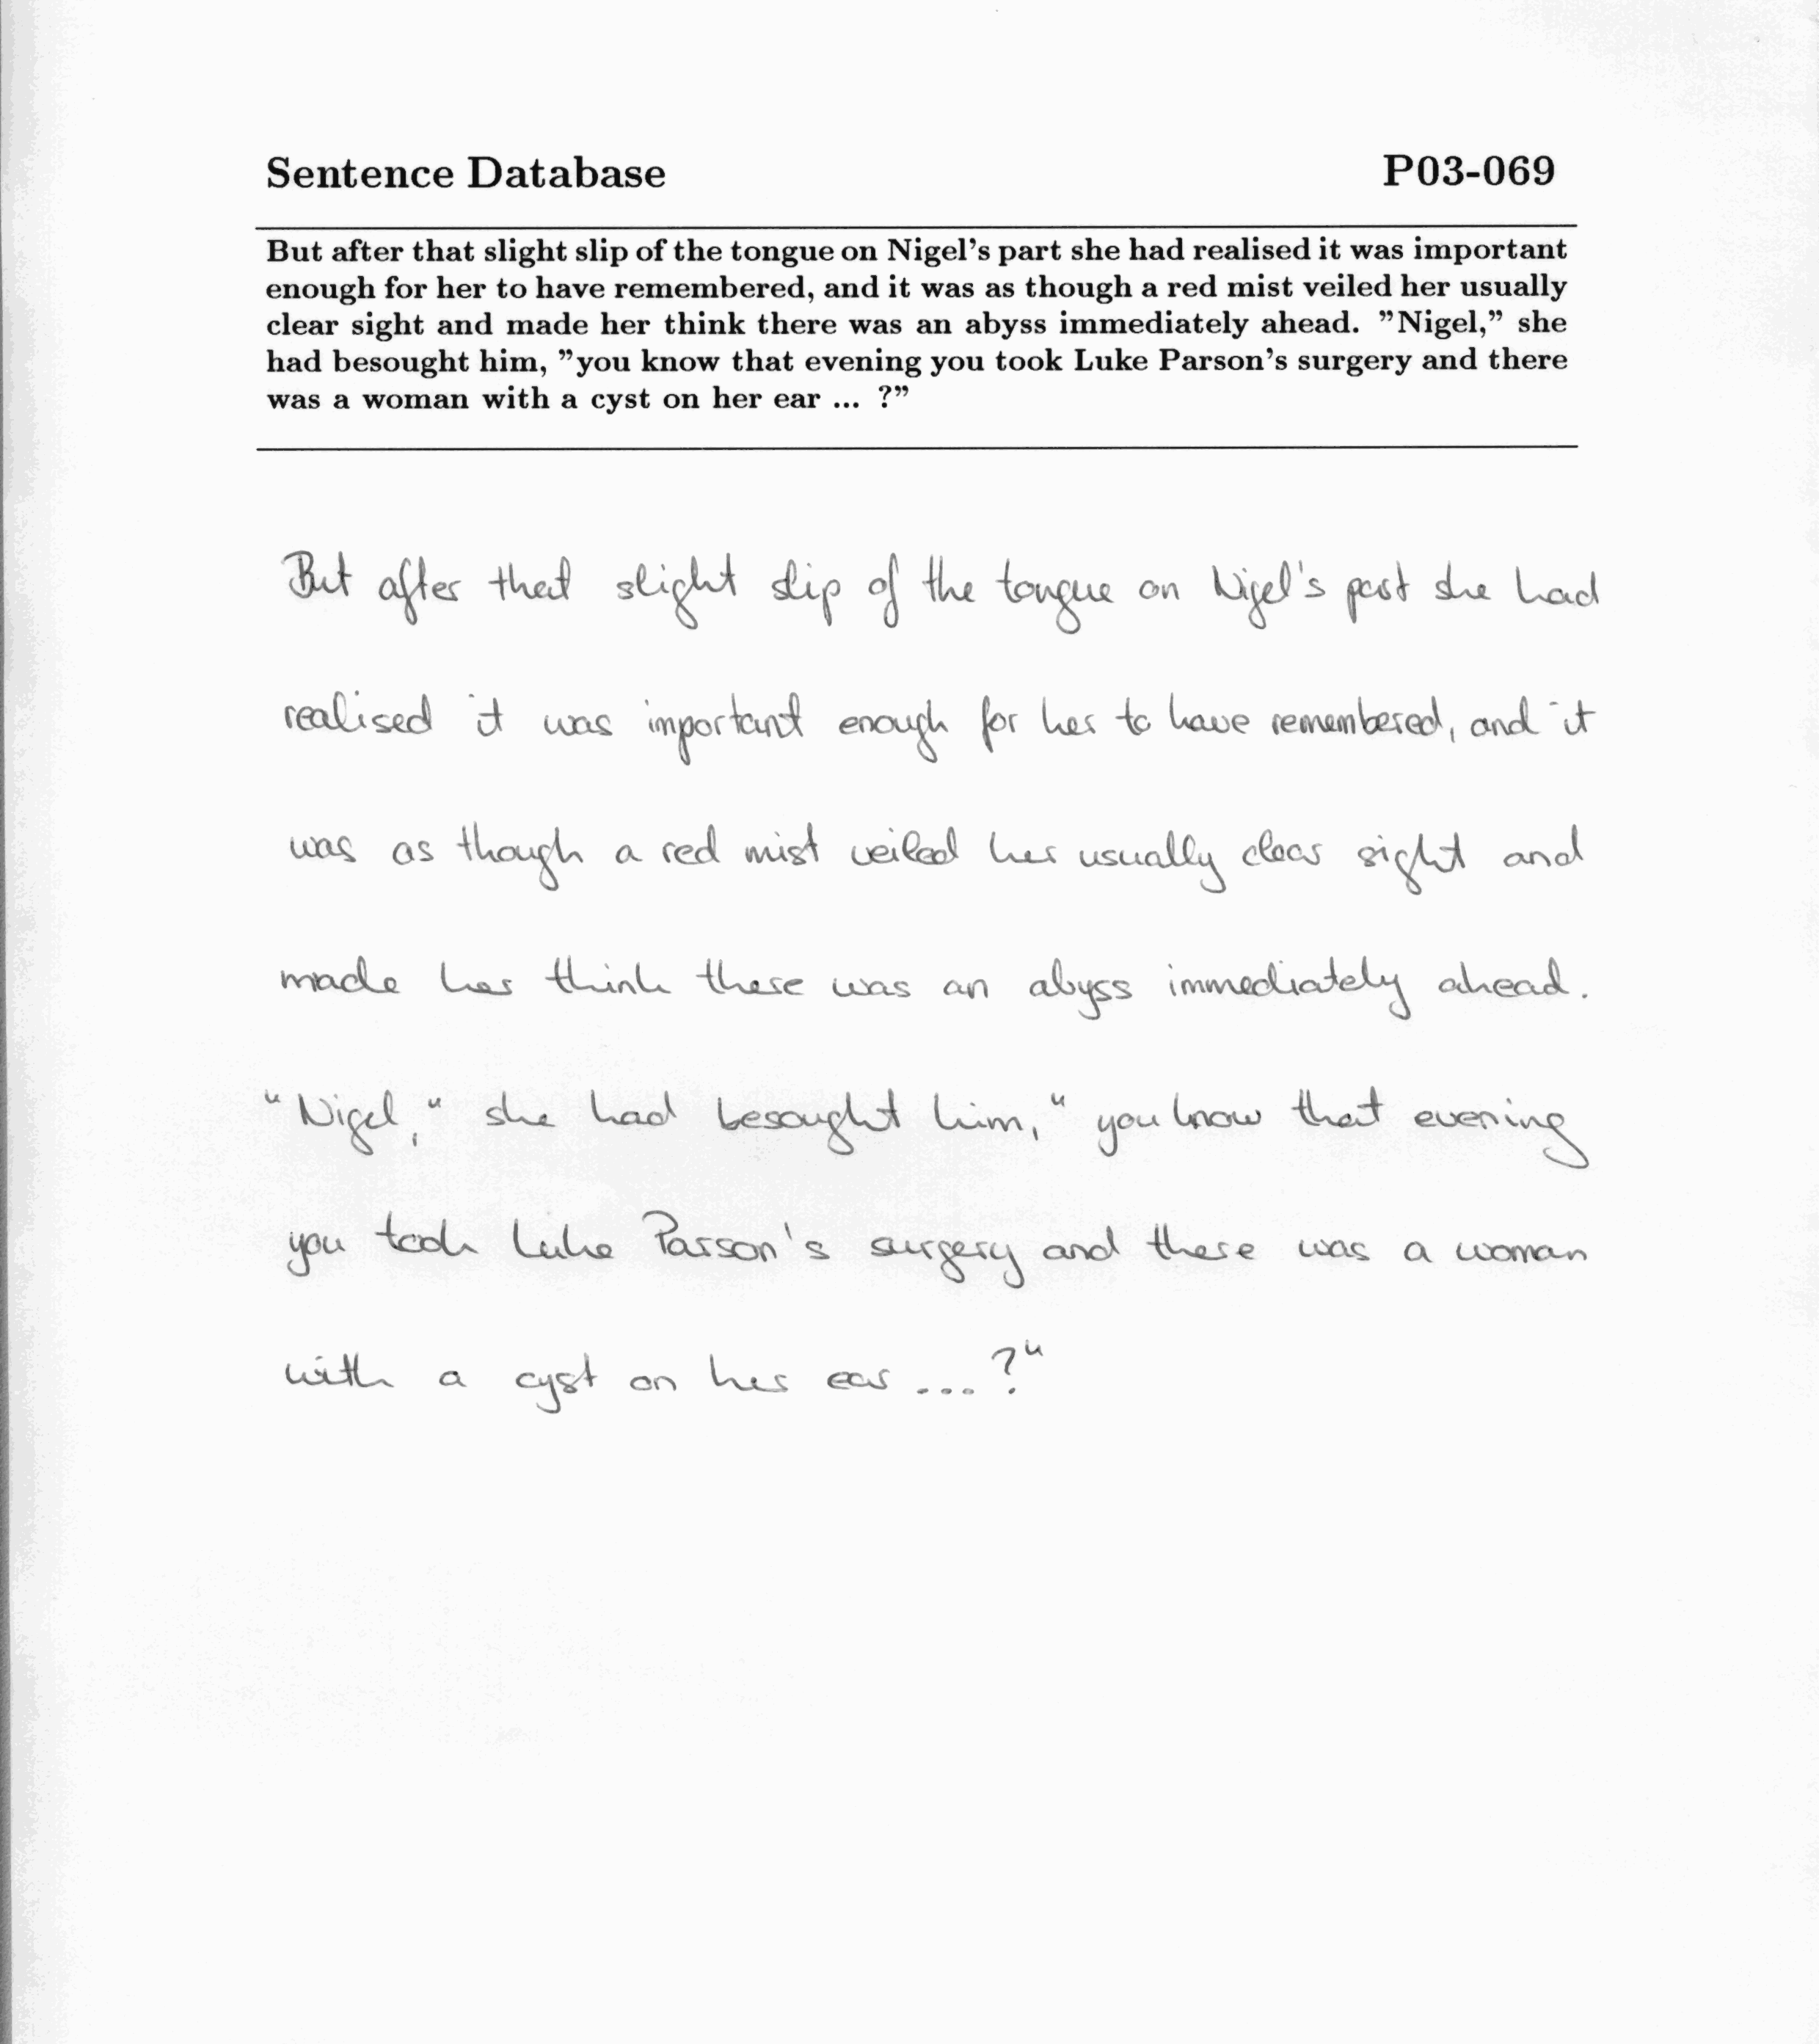 Sentence Database P03-069
But after that slight slip of the tongue on Nigel's part she had realised it was important
enough for her to have remembered, and it was as though a red mist veiled her usually
clear sight and made her think there was an abyss immediately ahead. "Nigel," she
had besought him, "you know that evening you took Luke Parson's surgery and there
was a woman with a cyst on her ear ... ?"
But after that slight slip of the tongue on Nigel's part she had
realised it was important enough for her to have remembered, and it
was as though a red mist veiled her usually clear sight and
made her think there was an abyss immediately ahead.
"Nigel," she had besought him, "you know that evening
you took Luke Parson's surgery and there was a woman
with a cyst on her ear ... ?"